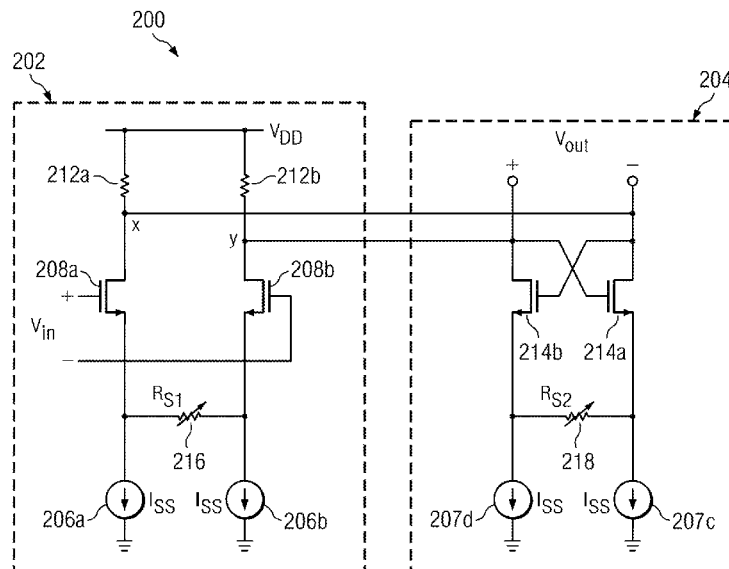 200
202
204
V_DD
V_out
212a
212b
+
−
x
y
208a
208b
+
V_in
−
214b
214a
R_S1
R_S2
216
218
I_SS
I_SS
I_SS
I_SS
206a
206b
207d
207c